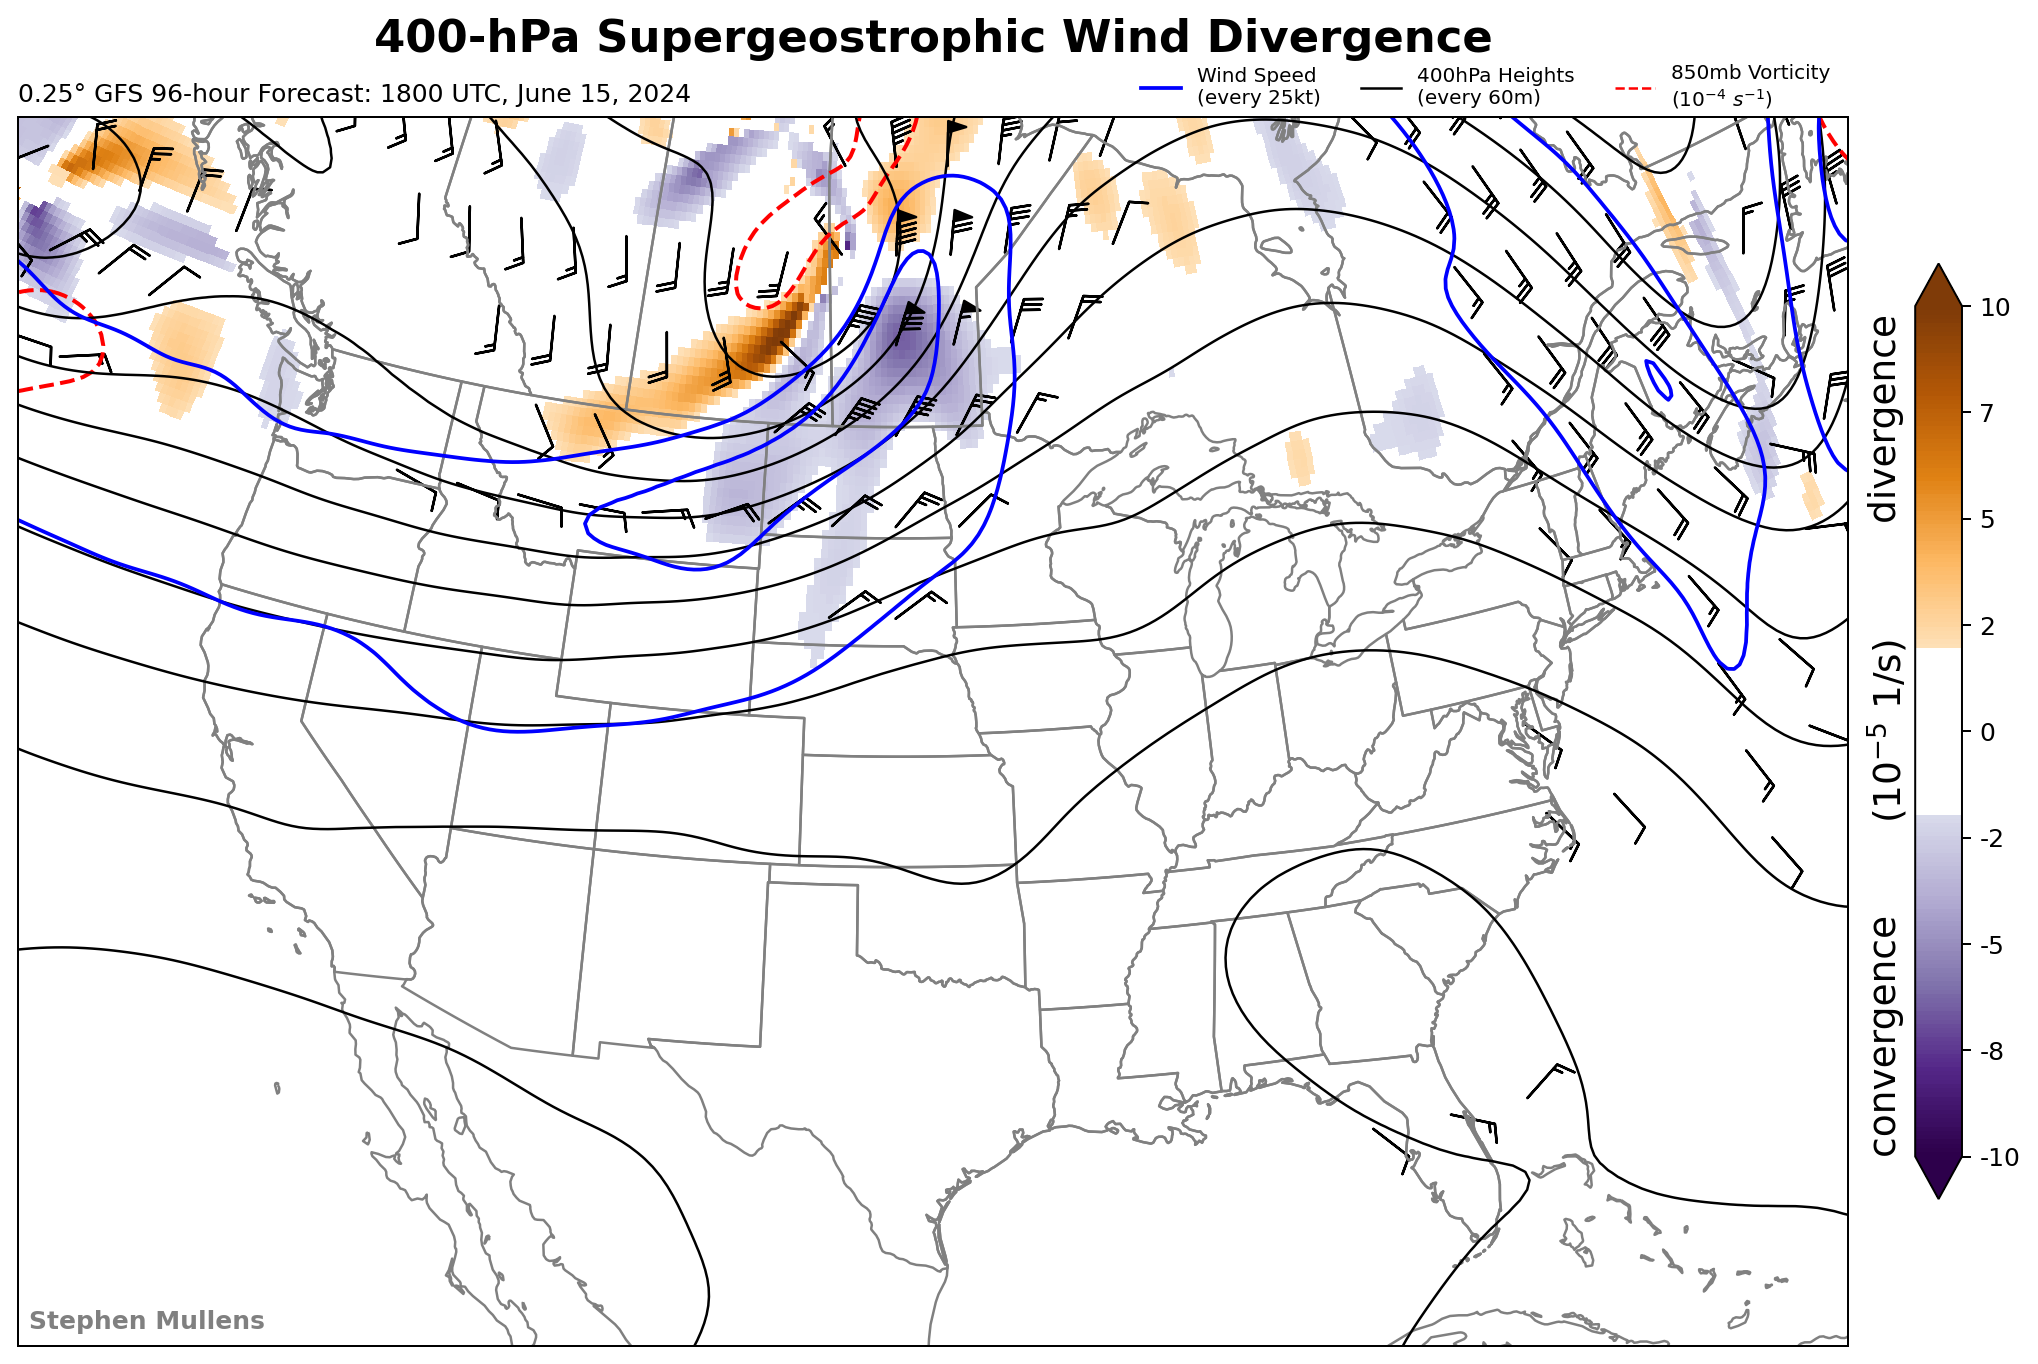 400-hPa Supergeostrophic Wind Divergence
0.25° GFS 96-hour Forecast: 1800 UTC, June 15, 2024
Wind Speed
(every 25kt)
400hPa Heights
(every 60m)
850mb Vorticity
(10⁻⁴ s⁻¹)
10
7
5
2
0
-2
-5
-8
-10
convergence (10⁻⁵ 1/s) divergence
Stephen Mullens